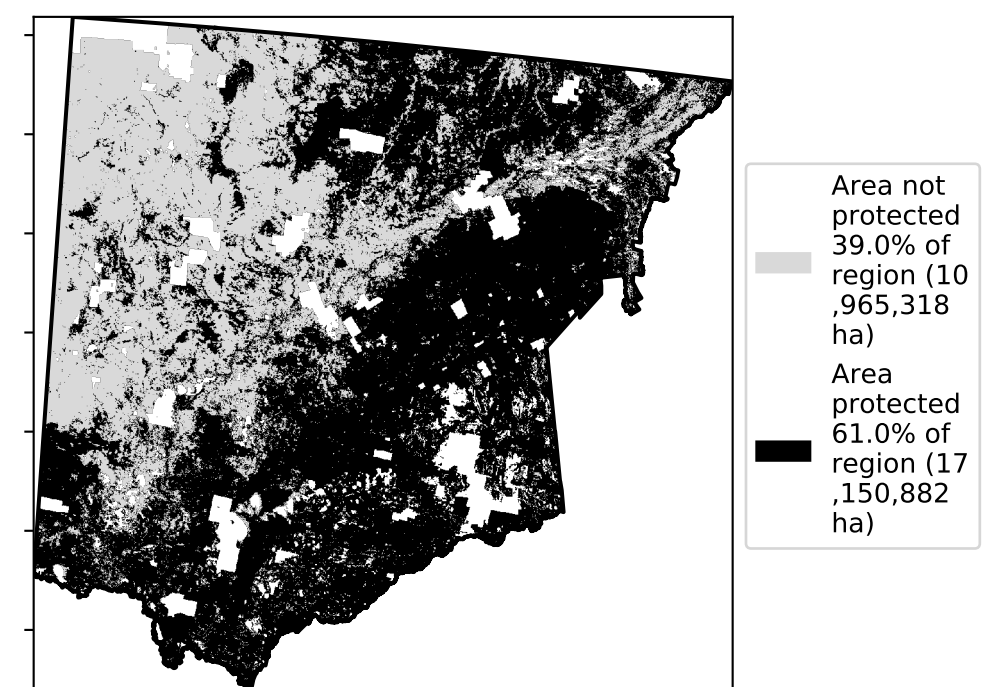 Area not
protected
39.0% of
region (10
,965,318
ha)
Area
protected
61.0% of
region (17
,150,882
ha)